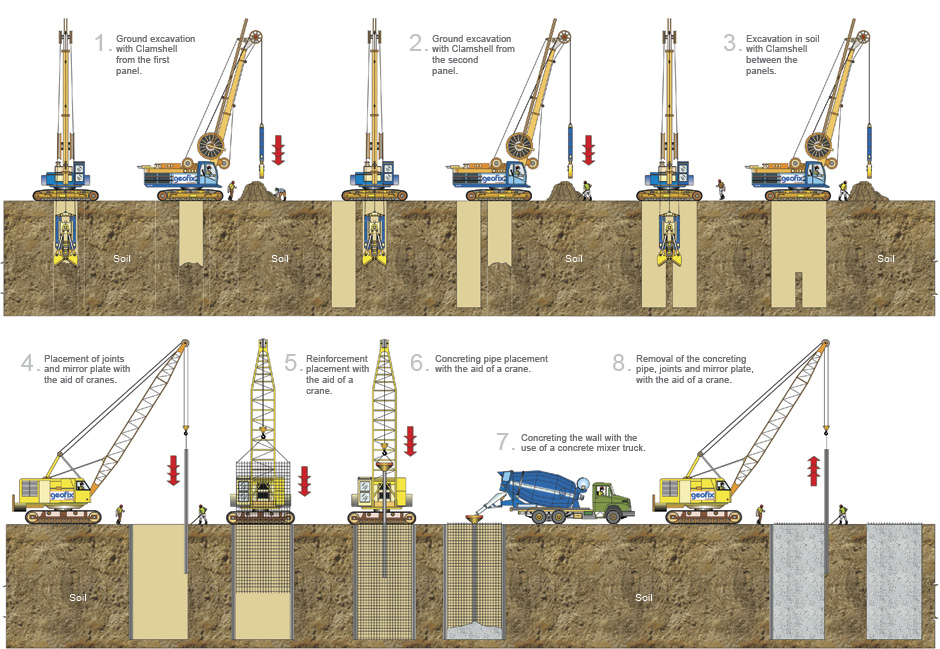 1. Ground excavation
with Clamshell
from the first
panel.
2. Ground excavation
with Clamshell from
the second
panel.
3. Excavation in soil
with Clamshell
between the
panels.
geofix
geofix
geofix
Soil
Soil
Soil
Soil
4. Placement of joints
and mirror plate with
the aid of cranes.
5. Reinforcement
placement with
the aid of a
crane.
6. Concreting pipe placement
with the aid of a crane.
7. Concreting the wall with the
use of a concrete mixer truck.
8. Removal of the concreting
pipe, joints and mirror plate,
with the aid of a crane.
geofix
geofix
Soil
Soil